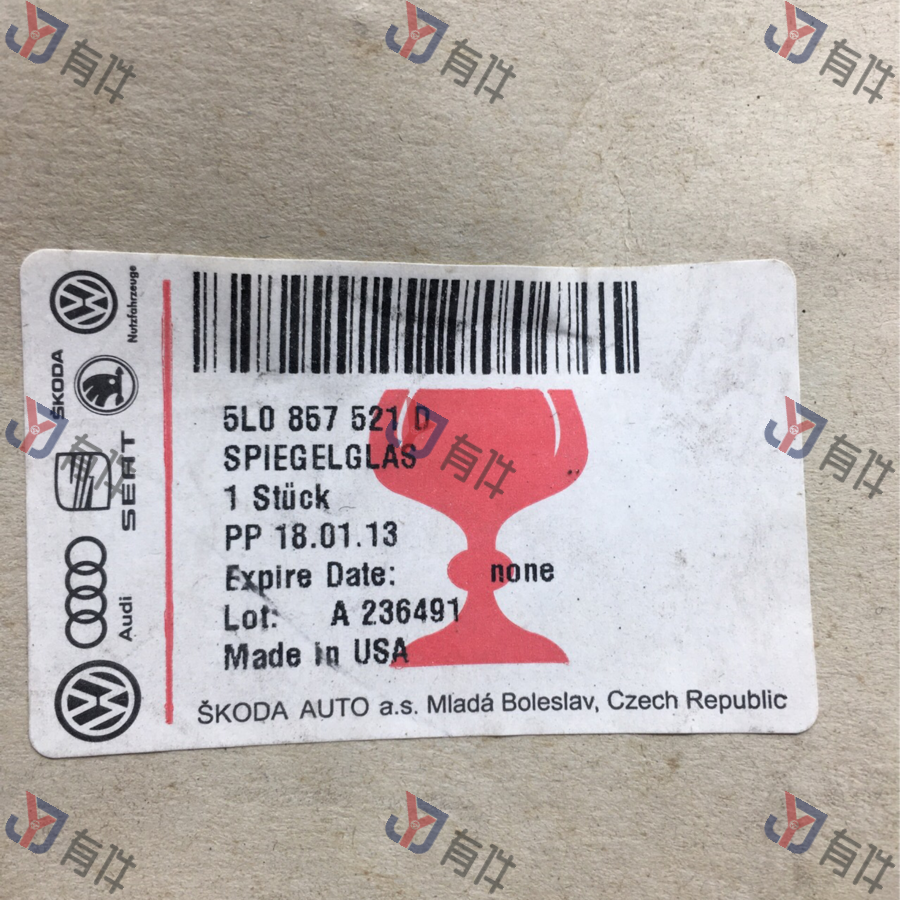 有件
有件
有件
Nutzfahrzeuge
ŠKODA
SEAT
Audi
5L0 857 521 D
SPIEGELGLAS
1 Stück
PP 18.01.13
Expire Date: none
Lot: A 236491
Made in USA
ŠKODA AUTO a.s. Mladá Boleslav, Czech Republic
有件
有件
有件
有件
有件
有件